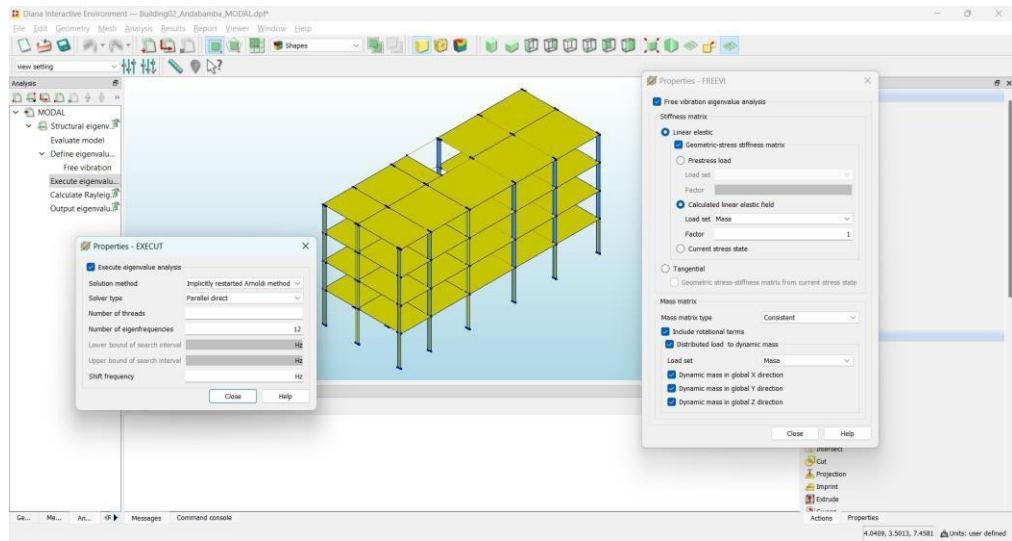 Diana Interactive Environment — Building02_Andabamba_MODAL.dpf*
File Edit Geometry Mesh Analysis Results Report Viewer Window Help
Shapes
view setting
Analysis
MODAL
Structural eigenv...
Evaluate model
Define eigenvalu...
Free vibration
Execute eigenvalu...
Calculate Rayleig...
Output eigenvalu...
Properties - EXECUT
Execute eigenvalue analysis
Solution method Implicitly restarted Arnoldi method
Solver type Parallel direct
Number of threads
Number of eigenfrequencies 12
Lower bound of search interval Hz
Upper bound of search interval Hz
Shift frequency Hz
Close Help
Properties - FREEVI
Free vibration eigenvalue analysis
Stiffness matrix
Linear elastic
Geometric-stress stiffness matrix
Prestress load
Load set
Factor
Calculated linear elastic field
Load set Masa
Factor 1
Current stress state
Tangential
Geometric stress-stiffness matrix from current stress state
Mass matrix
Mass matrix type Consistent
Include rotational terms
Distributed load to dynamic mass
Load set Masa
Dynamic mass in global X direction
Dynamic mass in global Y direction
Dynamic mass in global Z direction
Close Help
Intersect
Cut
Projection
Imprint
Extrude
Ge... Me... An... Messages Command console
Actions Properties
4.0409, 3.5013, 7.4581 Units: user defined